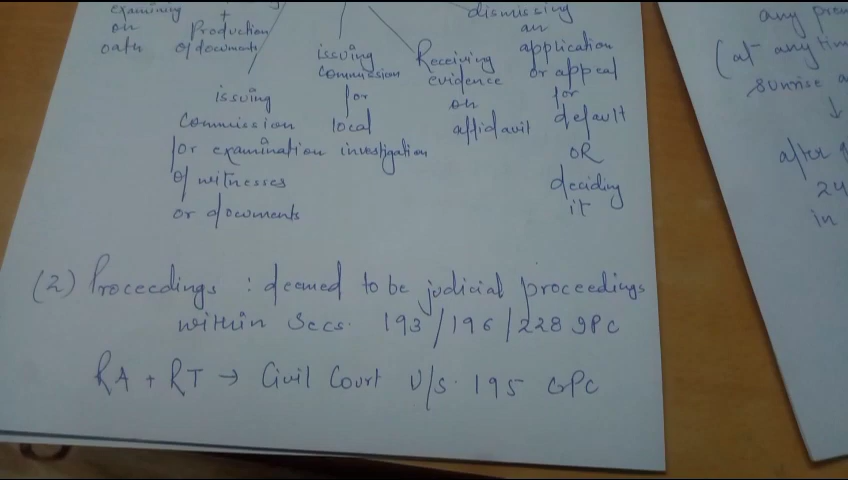 examining
on
oath
+
Production
of documents
issuing
Commission
for examination
of witnesses
or documents
issuing
Commission
for
local
investigation
Receiving
evidence
on
affidavit
dismissing
an
application
or appeal
for
default
OR
deciding
it
(2) Proceedings : deemed to be judicial proceedings
within Secs. 193/196/228 IPC
RA + RT → Civil Court U/s. 195 CPC
any
(at any time
sunrise
↓
after
24
in